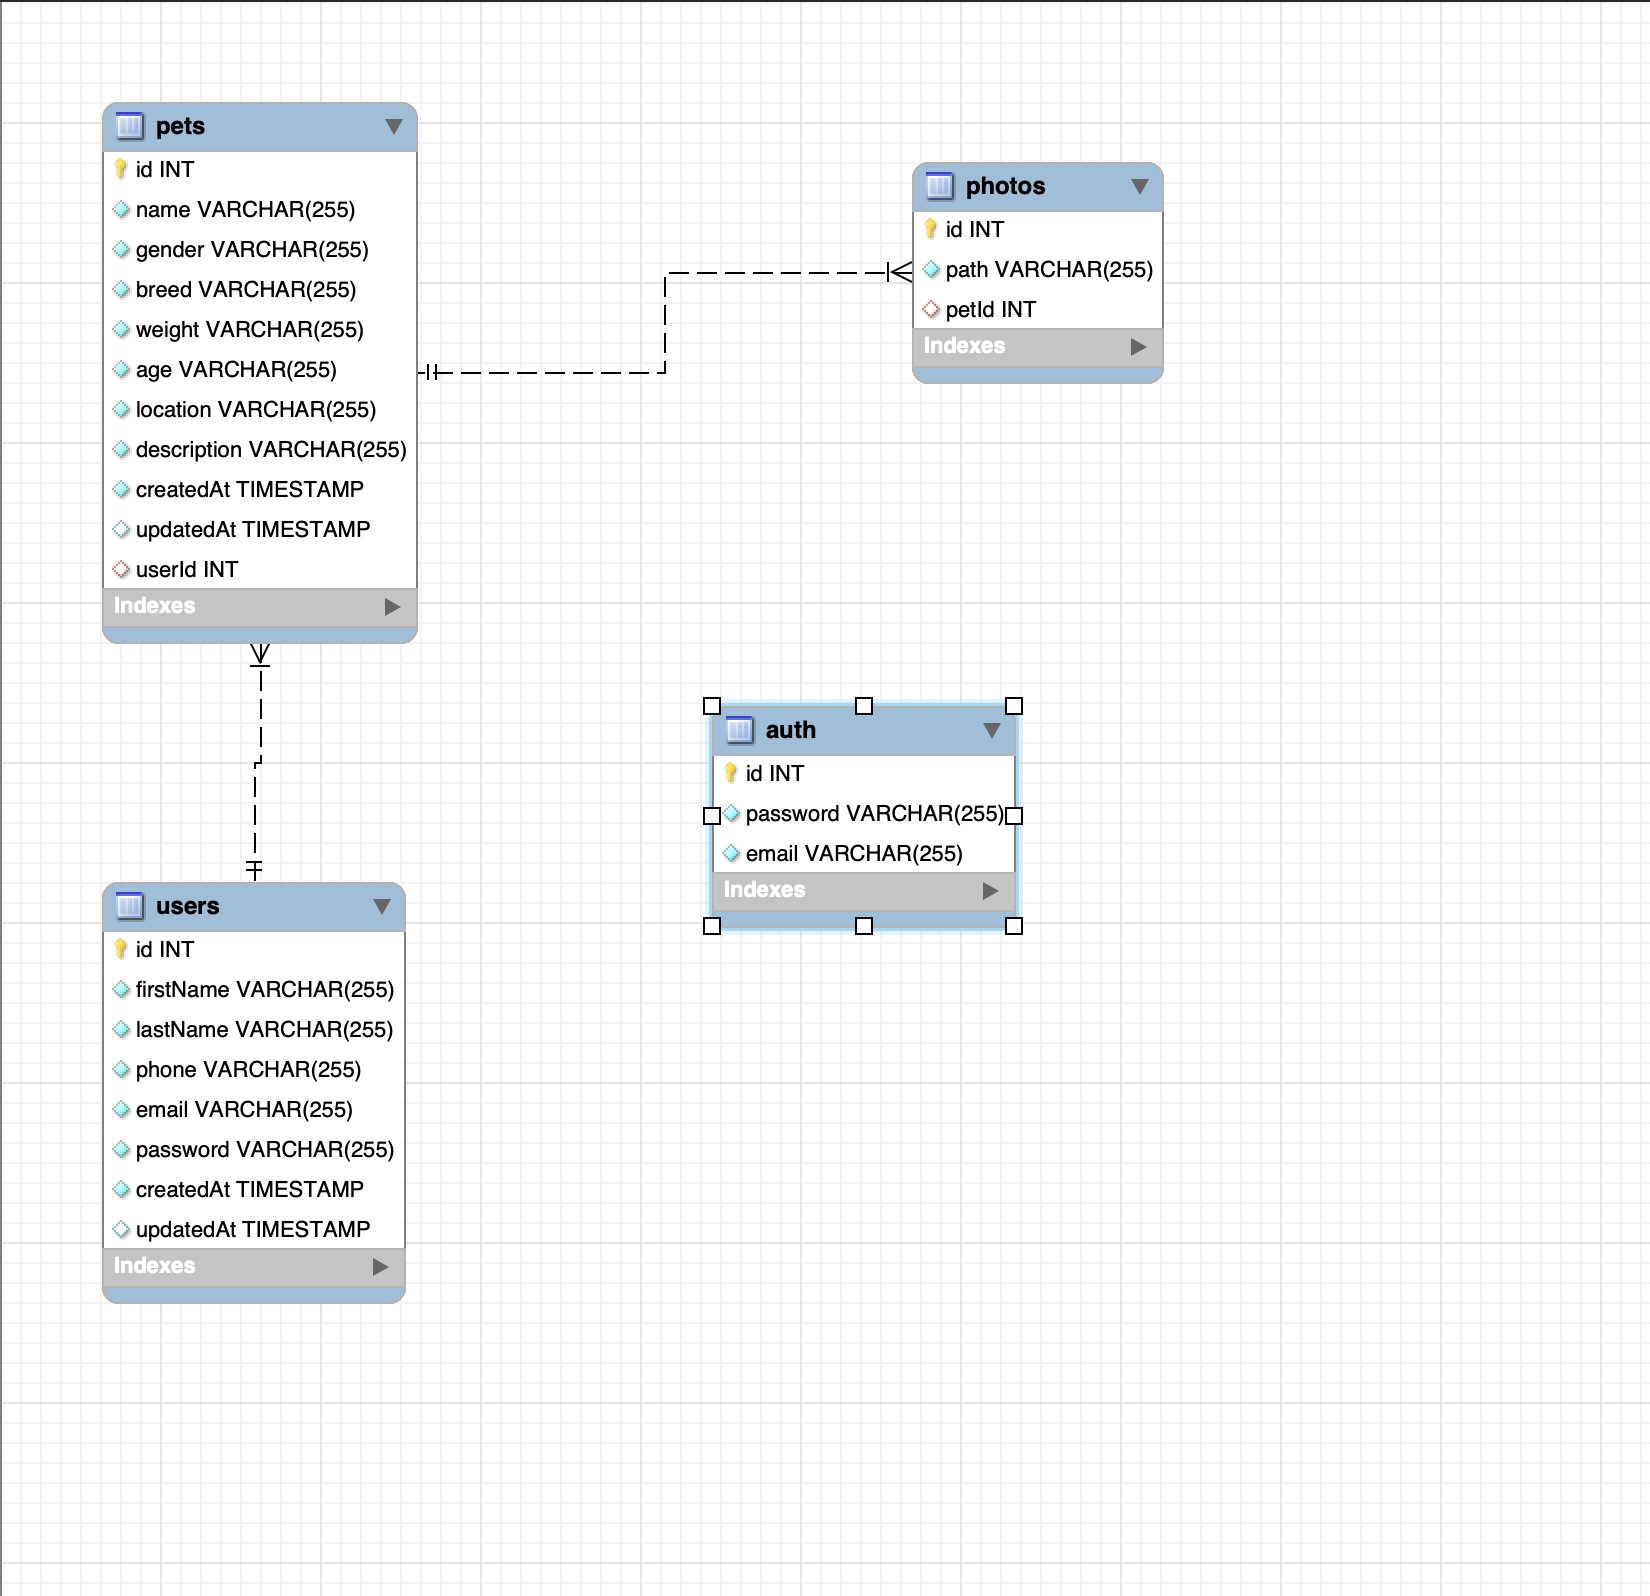 pets
id INT
name VARCHAR(255)
gender VARCHAR(255)
breed VARCHAR(255)
weight VARCHAR(255)
age VARCHAR(255)
location VARCHAR(255)
description VARCHAR(255)
createdAt TIMESTAMP
updatedAt TIMESTAMP
userId INT
Indexes
photos
id INT
path VARCHAR(255)
petId INT
Indexes
auth
id INT
password VARCHAR(255)
email VARCHAR(255)
Indexes
users
id INT
firstName VARCHAR(255)
lastName VARCHAR(255)
phone VARCHAR(255)
email VARCHAR(255)
password VARCHAR(255)
createdAt TIMESTAMP
updatedAt TIMESTAMP
Indexes